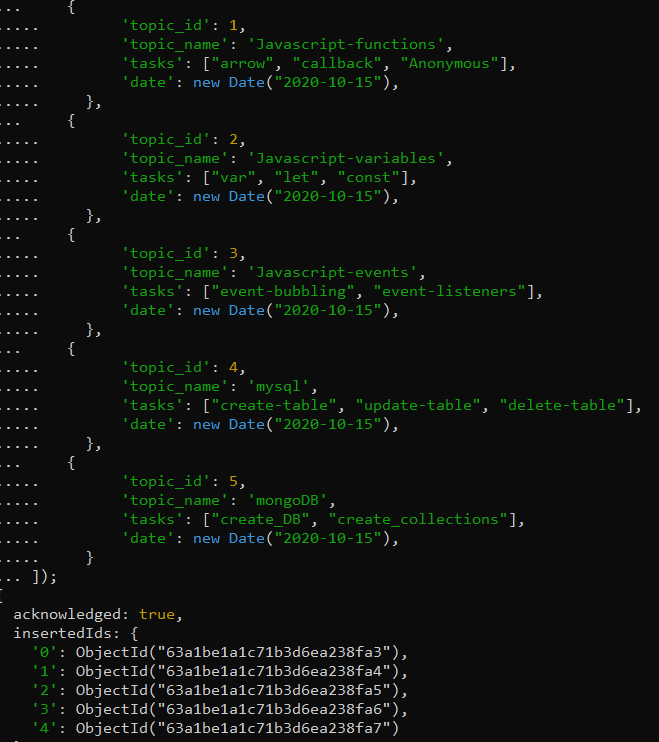 ...     {
.....           'topic_id': 1,
.....           'topic_name': 'Javascript-functions',
.....           'tasks': ["arrow", "callback", "Anonymous"],
.....           'date': new Date("2020-10-15"),
.....       },
...     {
.....           'topic_id': 2,
.....           'topic_name': 'Javascript-variables',
.....           'tasks': ["var", "let", "const"],
.....           'date': new Date("2020-10-15"),
.....       },
...     {
.....           'topic_id': 3,
.....           'topic_name': 'Javascript-events',
.....           'tasks': ["event-bubbling", "event-listeners"],
.....           'date': new Date("2020-10-15"),
.....       },
...     {
.....           'topic_id': 4,
.....           'topic_name': 'mysql',
.....           'tasks': ["create-table", "update-table", "delete-table"],
.....           'date': new Date("2020-10-15"),
.....       },
...     {
.....           'topic_id': 5,
.....           'topic_name': 'mongoDB',
.....           'tasks': ["create_DB", "create_collections"],
.....           'date': new Date("2020-10-15"),
.....       }
... ]);
{
  acknowledged: true,
  insertedIds: {
    '0': ObjectId("63a1be1a1c71b3d6ea238fa3"),
    '1': ObjectId("63a1be1a1c71b3d6ea238fa4"),
    '2': ObjectId("63a1be1a1c71b3d6ea238fa5"),
    '3': ObjectId("63a1be1a1c71b3d6ea238fa6"),
    '4': ObjectId("63a1be1a1c71b3d6ea238fa7")